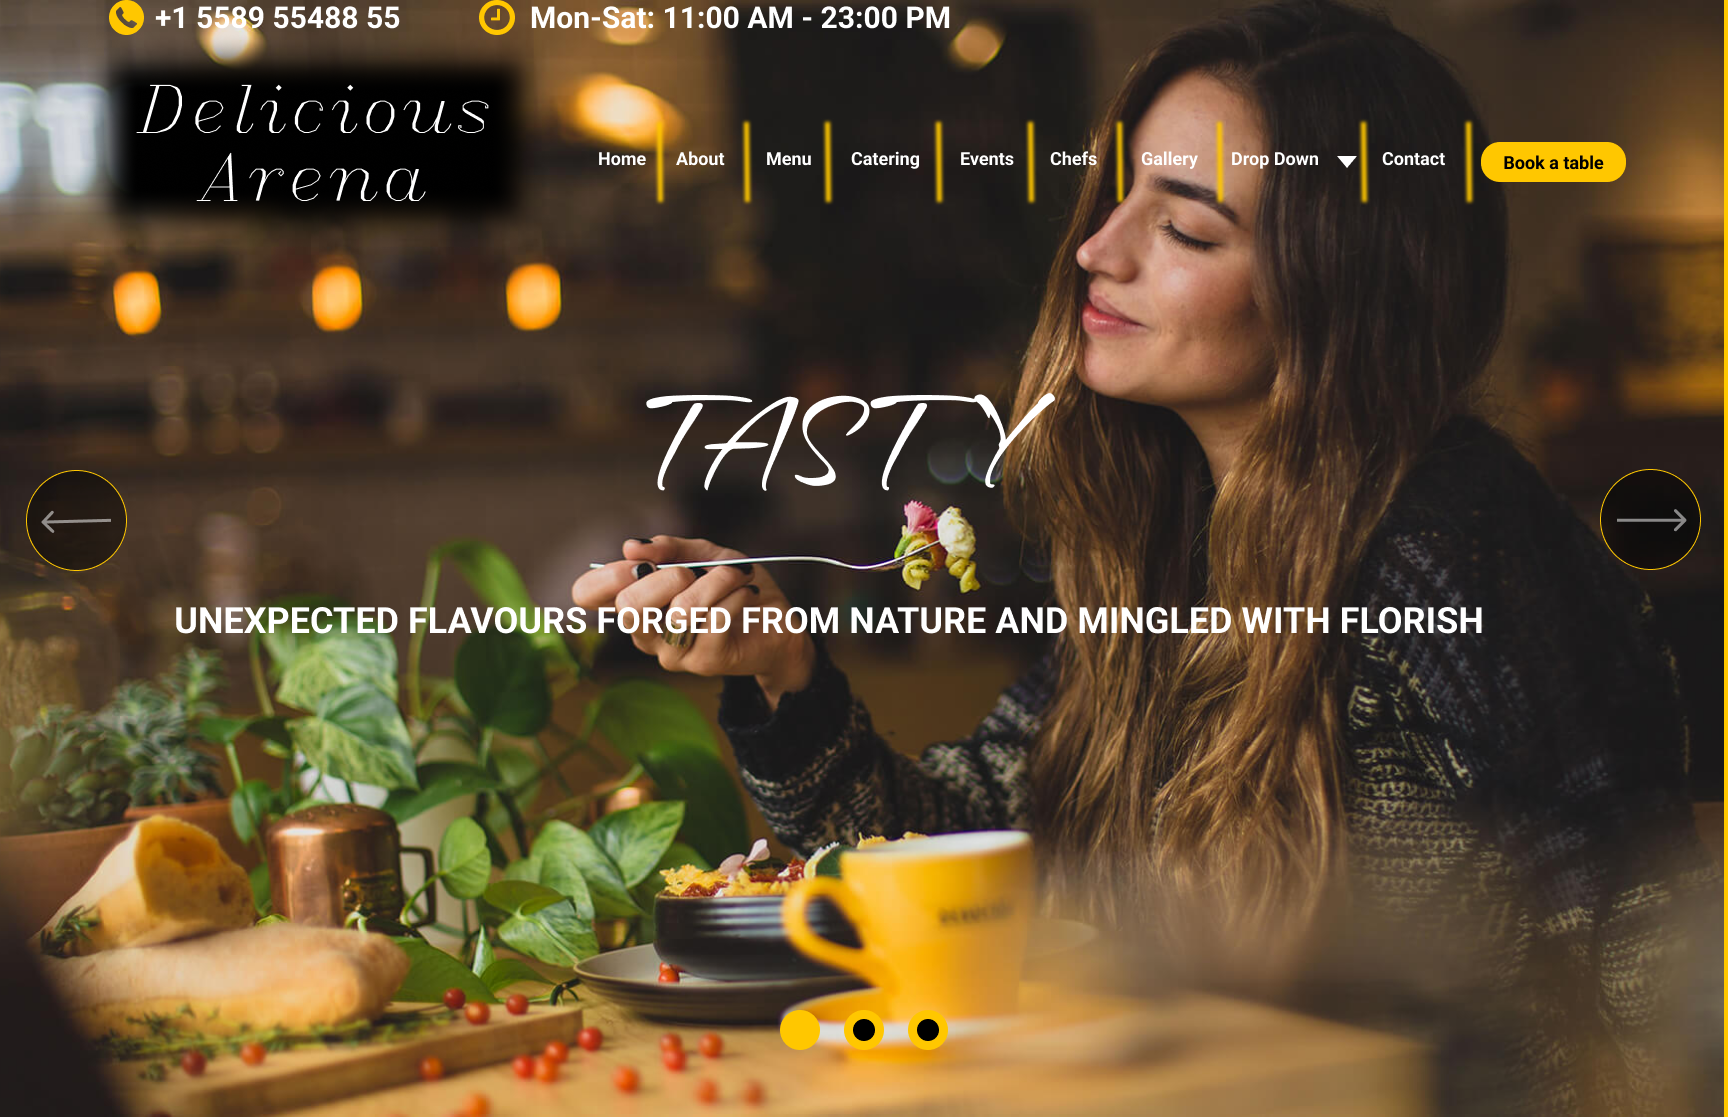 +1 5589 55488 55
Mon-Sat: 11:00 AM - 23:00 PM
Delicious
Arena
Home
About
Menu
Catering
Events
Chefs
Gallery
Drop Down
Contact
Book a table
TASTY
UNEXPECTED FLAVOURS FORGED FROM NATURE AND MINGLED WITH FLORISH